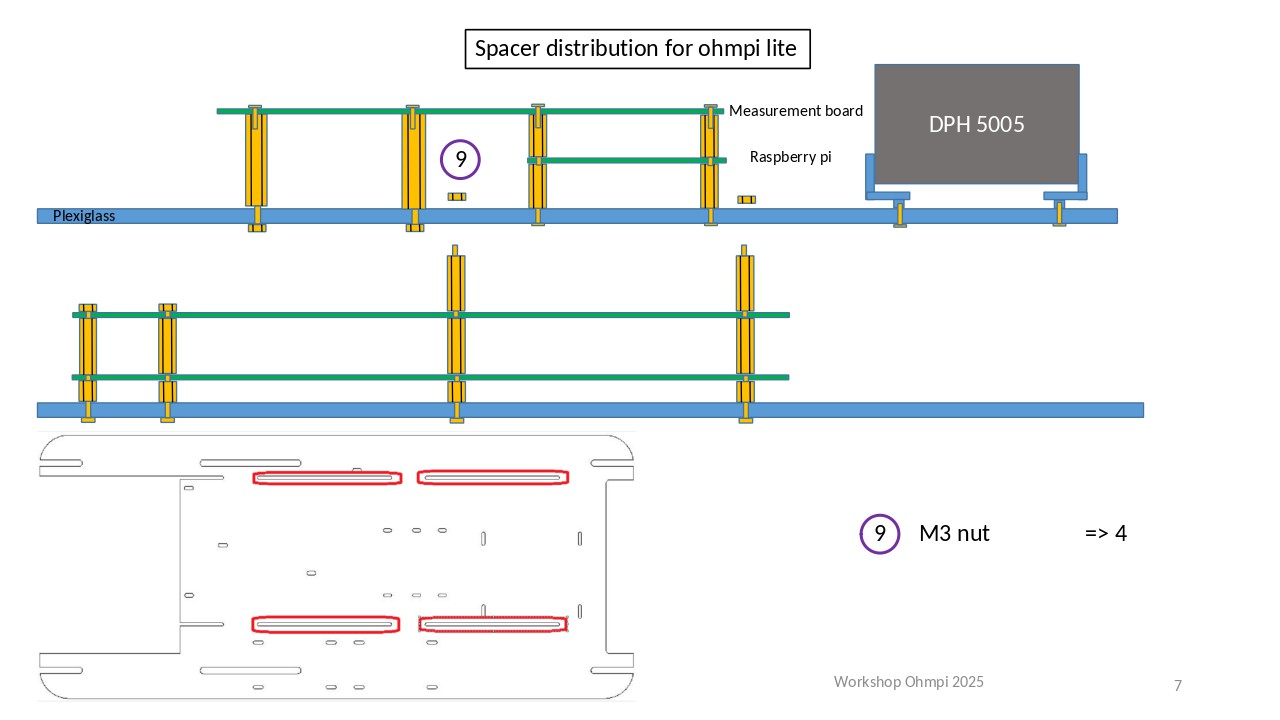 Spacer distribution for ohmpi lite
Measurement board
DPH 5005
9
Raspberry pi
Plexiglass
9 M3 nut => 4
Workshop Ohmpi 2025
7